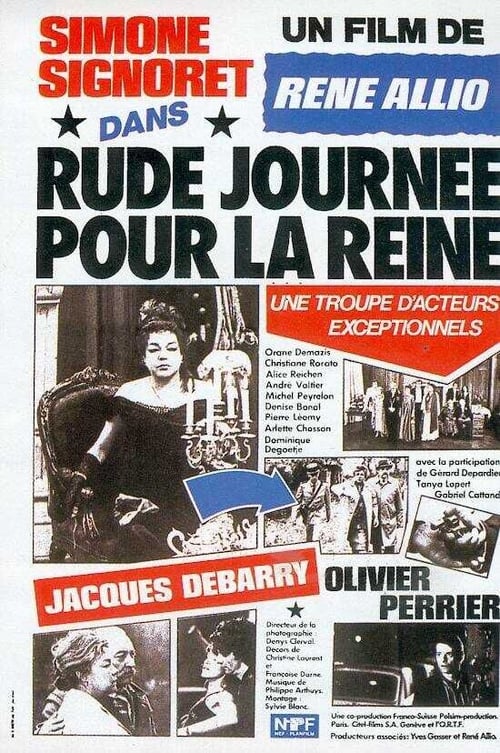 SIMONE
SIGNORET
DANS
UN FILM DE
RENE ALLIO
RUDE JOURNEE
POUR LA REINE
UNE TROUPE D'ACTEURS
EXCEPTIONNELS
Orane Demazis
Christiane Rorato
Alice Reichen
André Valtier
Michel Peyrelon
Denise Bonal
Pierre Léomy
Arlette Chosson
Dominique
Degoetje
avec la participation
de Gérard Depardie
Tanya Lopert
Gabriel Cattand
JACQUES DEBARRY
OLIVIER
PERRIER
Directeur de la
photographie :
Denys Clerval.
Décors de
Christine Laurent
et
Françoise Darne.
Musique de
Philippe Arthuys.
Montage :
Sylvie Blanc.
NPF
NEF - PLANFILM
Une co-production Franco-Suisse Polsim-production.
Paris. Citel-films S.A. Genève et l'O.R.T.F.
Producteurs associés: Yves Gasser et René Allio.